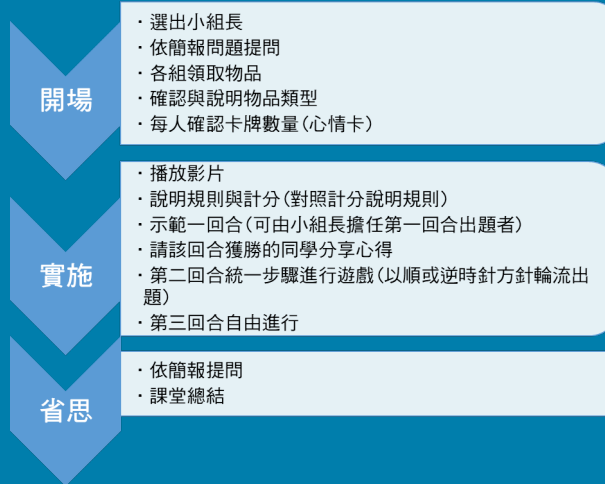 開場
・選出小組長
・依簡報問題提問
・各組領取物品
・確認與說明物品類型
・每人確認卡牌數量(心情卡)
實施
・播放影片
・說明規則與計分(對照計分說明規則)
・示範一回合(可由小組長擔任第一回合出題者)
・請該回合獲勝的同學分享心得
・第二回合統一步驟進行遊戲(以順或逆時針方針輪流出
題)
・第三回合自由進行
省思
・依簡報提問
・課堂總結